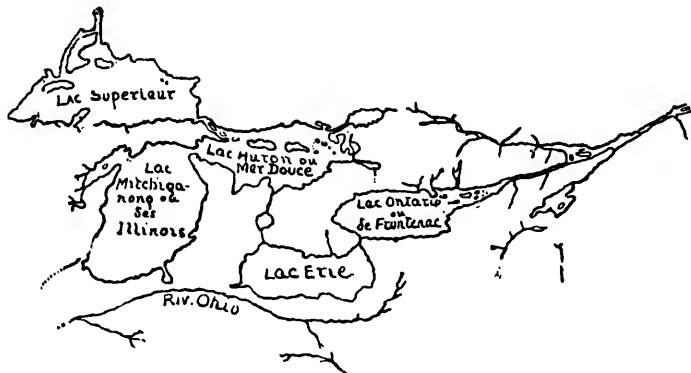 Lac Superieur
Lac Huron ou
Mer Douce
Lac
Mitchiga-
nong ou
des
Illinois
Lac Ontario
ou
de Frontenac
Lac Erie
Riv. Ohio